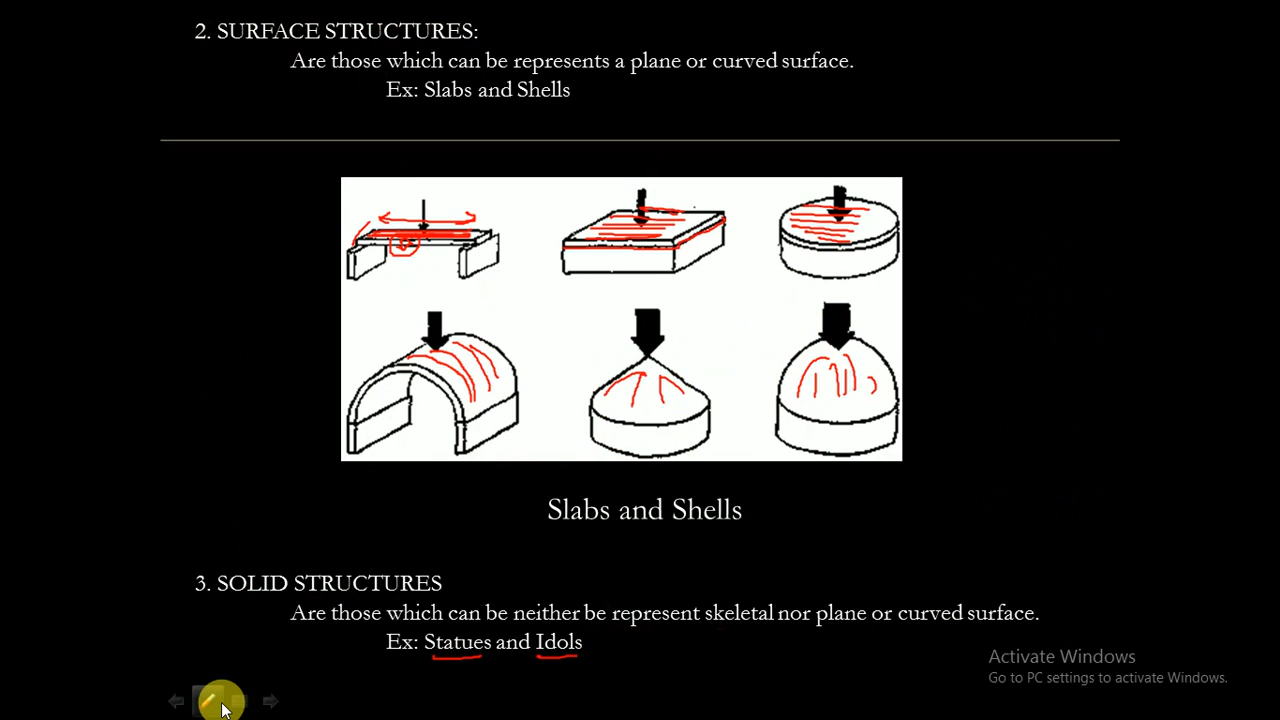 2. SURFACE STRUCTURES:
Are those which can be represents a plane or curved surface.
Ex: Slabs and Shells
Slabs and Shells
3. SOLID STRUCTURES
Are those which can be neither be represent skeletal nor plane or curved surface.
Ex: Statues and Idols
Activate Windows
Go to PC settings to activate Windows.